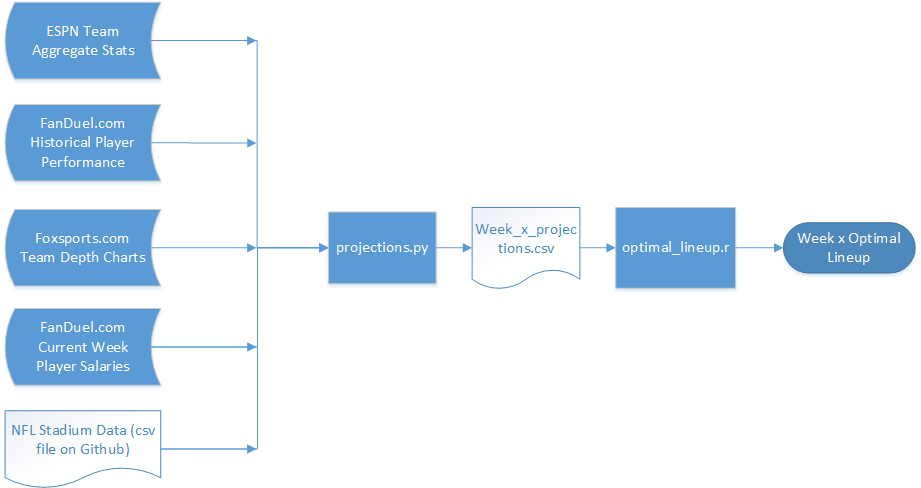 ESPN Team
Aggregate Stats
FanDuel.com
Historical Player
Performance
Foxsports.com
Team Depth Charts
FanDuel.com
Current Week
Player Salaries
NFL Stadium Data (csv
file on Github)
projections.py
Week_x_projec
tions.csv
optimal_lineup.r
Week x Optimal
Lineup